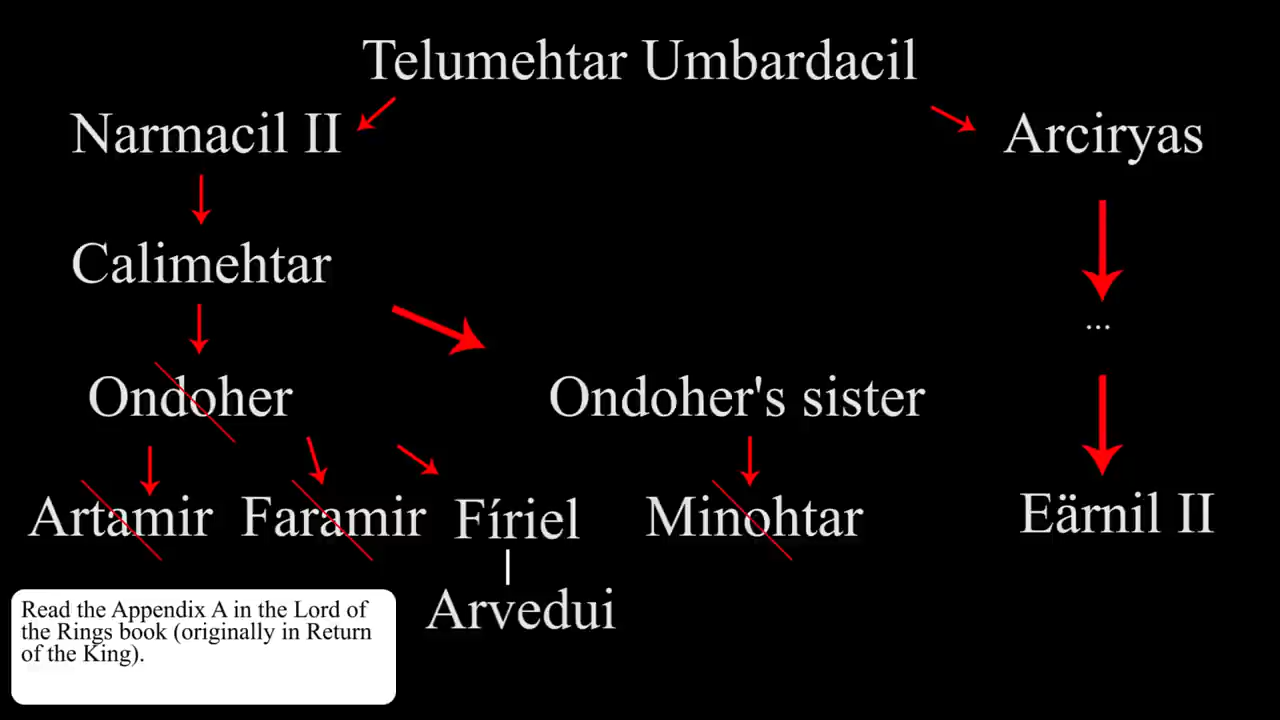 Telumehtar Umbardacil
Narmacil II
Arciryas
Calimehtar
...
Ondoher
Ondoher's sister
Artamir
Faramir
Fíriel
Minohtar
Eärnil II
Arvedui
Read the Appendix A in the Lord of
the Rings book (originally in Return
of the King).